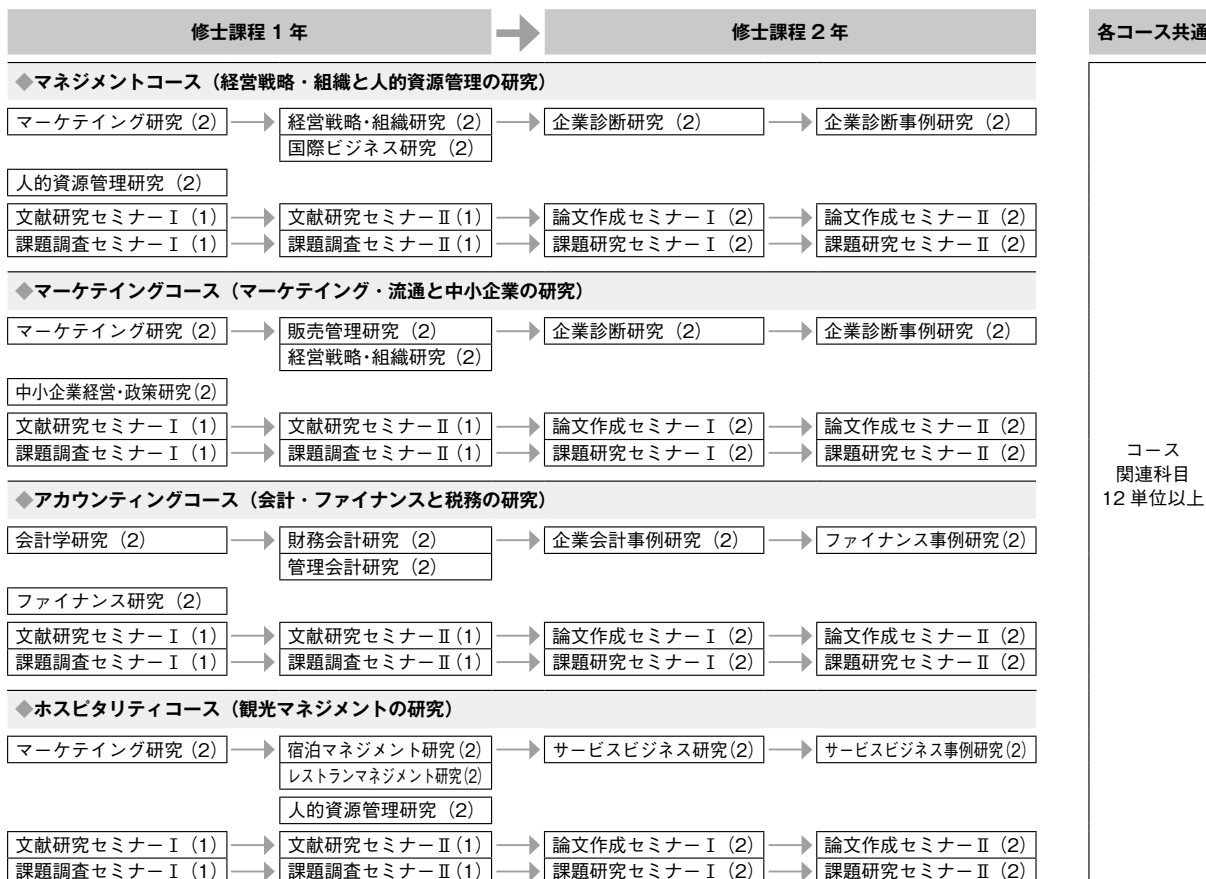 修士課程 1 年
修士課程 2 年
各コース共通
◆マネジメントコース（経営戦略・組織と人的資源管理の研究）
マーケテイング研究（2） 経営戦略・組織研究（2） 企業診断研究（2） 企業診断事例研究（2）
国際ビジネス研究（2）
人的資源管理研究（2）
文献研究セミナーⅠ（1） 文献研究セミナーⅡ（1） 論文作成セミナーⅠ（2） 論文作成セミナーⅡ（2）
課題調査セミナーⅠ（1） 課題調査セミナーⅡ（1） 課題研究セミナーⅠ（2） 課題研究セミナーⅡ（2）
◆マーケテイングコース（マーケテイング・流通と中小企業の研究）
マーケテイング研究（2） 販売管理研究（2） 企業診断研究（2） 企業診断事例研究（2）
経営戦略・組織研究（2）
中小企業経営・政策研究（2）
文献研究セミナーⅠ（1） 文献研究セミナーⅡ（1） 論文作成セミナーⅠ（2） 論文作成セミナーⅡ（2）
課題調査セミナーⅠ（1） 課題調査セミナーⅡ（1） 課題研究セミナーⅠ（2） 課題研究セミナーⅡ（2）
◆アカウンティングコース（会計・ファイナンスと税務の研究）
会計学研究（2） 財務会計研究（2） 企業会計事例研究（2） ファイナンス事例研究（2）
管理会計研究（2）
ファイナンス研究（2）
文献研究セミナーⅠ（1） 文献研究セミナーⅡ（1） 論文作成セミナーⅠ（2） 論文作成セミナーⅡ（2）
課題調査セミナーⅠ（1） 課題調査セミナーⅡ（1） 課題研究セミナーⅠ（2） 課題研究セミナーⅡ（2）
◆ホスピタリティコース（観光マネジメントの研究）
マーケテイング研究（2） 宿泊マネジメント研究（2） サービスビジネス研究（2） サービスビジネス事例研究（2）
レストランマネジメント研究（2）
人的資源管理研究（2）
文献研究セミナーⅠ（1） 文献研究セミナーⅡ（1） 論文作成セミナーⅠ（2） 論文作成セミナーⅡ（2）
課題調査セミナーⅠ（1） 課題調査セミナーⅡ（1） 課題研究セミナーⅠ（2） 課題研究セミナーⅡ（2）
コース
関連科目
12 単位以上